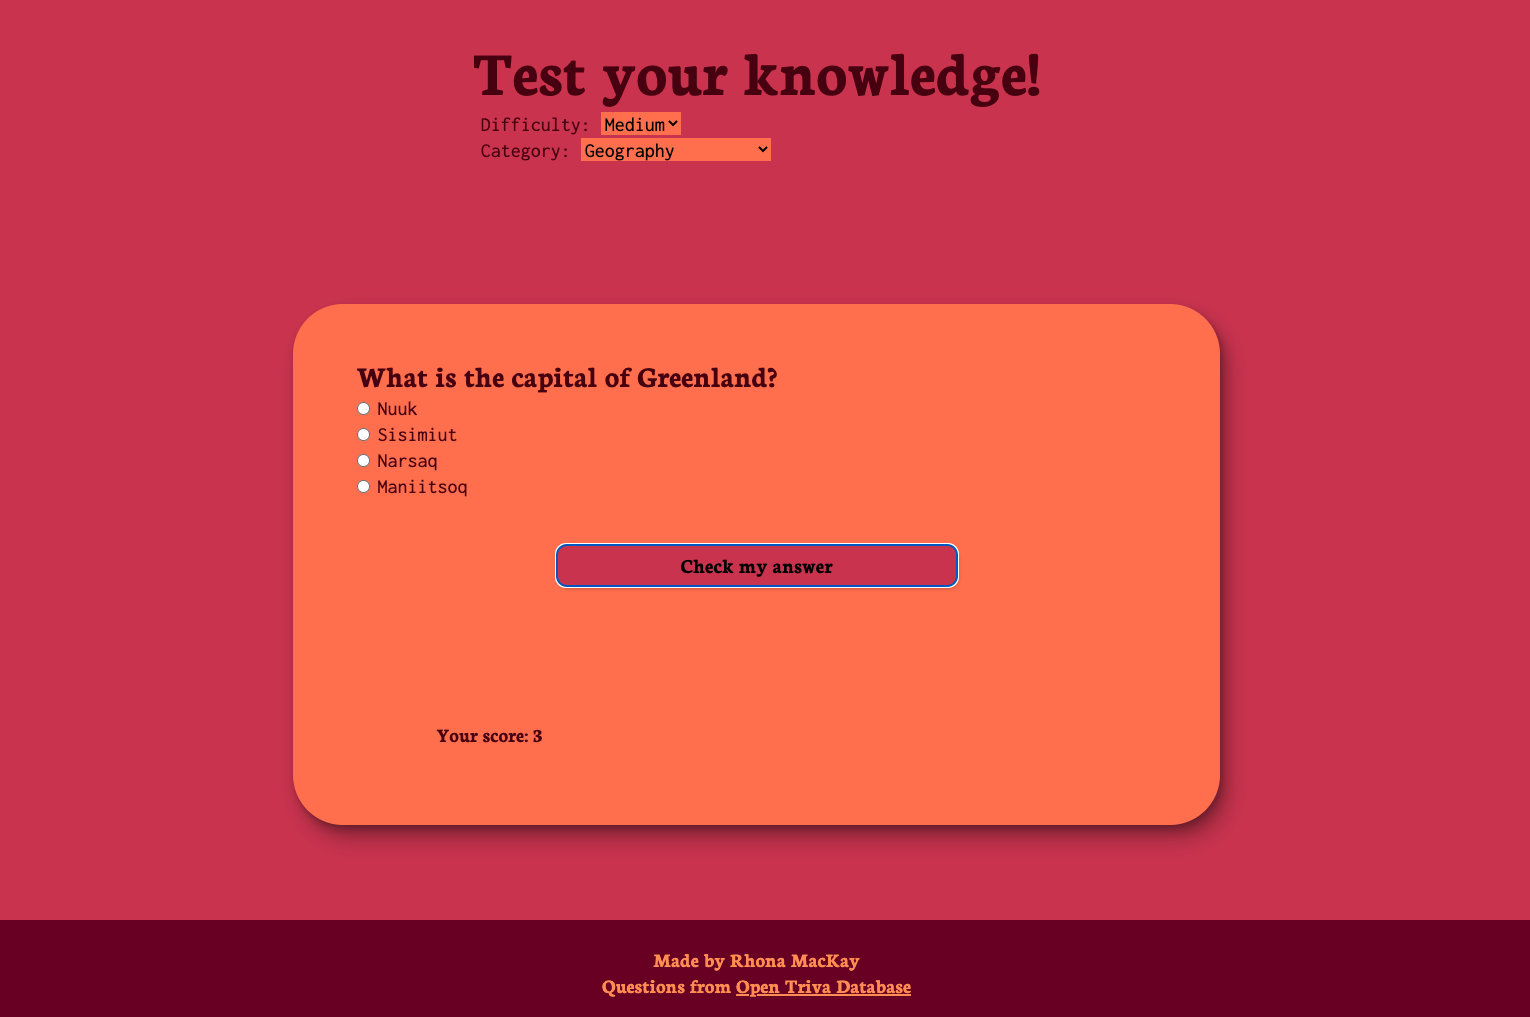 Test your knowledge!
Difficulty: Medium
Category: Geography
What is the capital of Greenland?
Nuuk
Sisimiut
Narsaq
Maniitsoq
Check my answer
Your score: 3
Made by Rhona MacKay
Questions from Open Triva Database